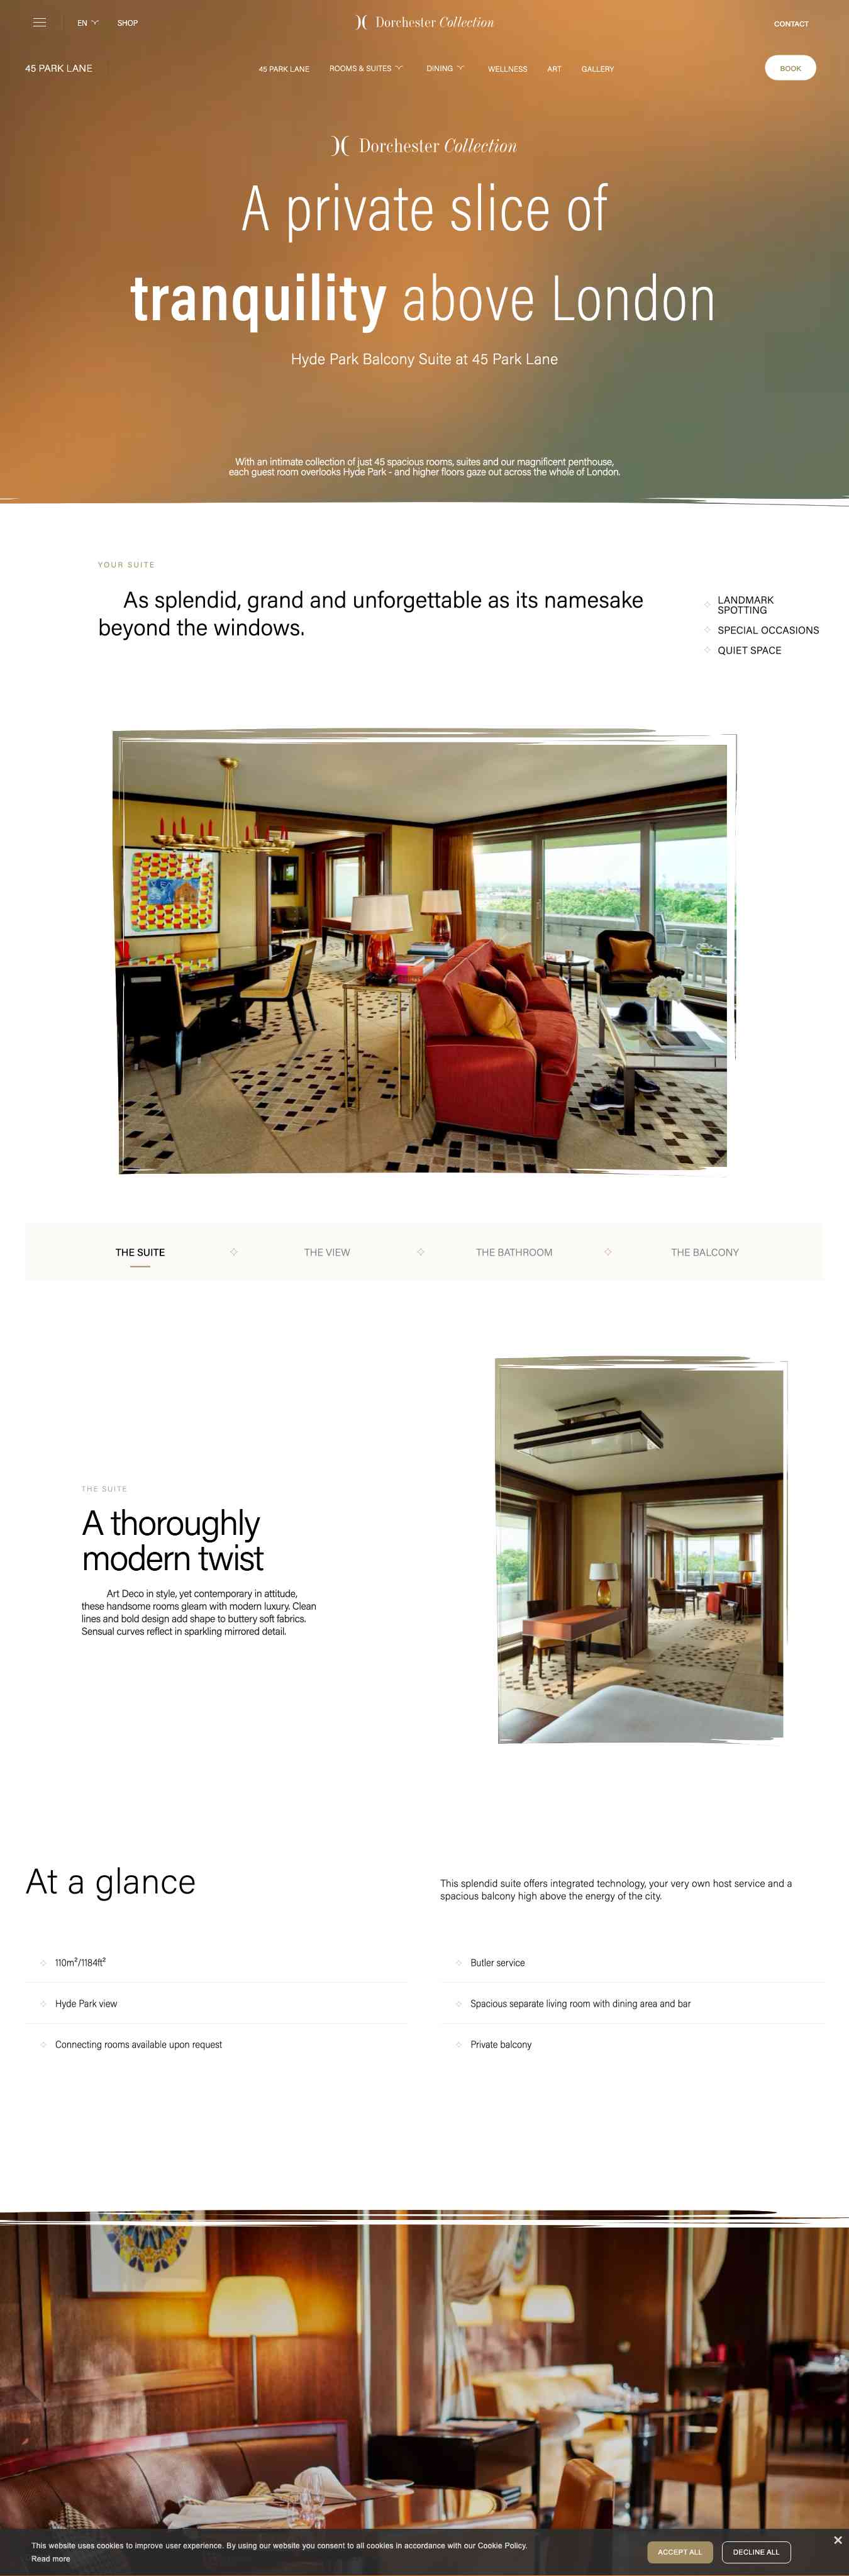 EN
SHOP
Dorchester Collection
CONTACT
45 PARK LANE
45 PARK LANE
ROOMS & SUITES
DINING
WELLNESS
ART
GALLERY
BOOK
Dorchester Collection
A private slice of
tranquility above London
Hyde Park Balcony Suite at 45 Park Lane
With an intimate collection of just 45 spacious rooms, suites and our magnificent penthouse,
each guest room overlooks Hyde Park - and higher floors gaze out across the whole of London.
YOUR SUITE
As splendid, grand and unforgettable as its namesake
beyond the windows.
LANDMARK
SPOTTING
SPECIAL OCCASIONS
QUIET SPACE
THE SUITE
THE VIEW
THE BATHROOM
THE BALCONY
THE SUITE
A thoroughly
modern twist
Art Deco in style, yet contemporary in attitude,
these handsome rooms gleam with modern luxury. Clean
lines and bold design add shape to buttery soft fabrics.
Sensual curves reflect in sparkling mirrored detail.
At a glance
This splendid suite offers integrated technology, your very own host service and a
spacious balcony high above the energy of the city.
110m²/1184ft²
Butler service
Hyde Park view
Spacious separate living room with dining area and bar
Connecting rooms available upon request
Private balcony
This website uses cookies to improve user experience. By using our website you consent to all cookies in accordance with our Cookie Policy.
Read more
ACCEPT ALL
DECLINE ALL